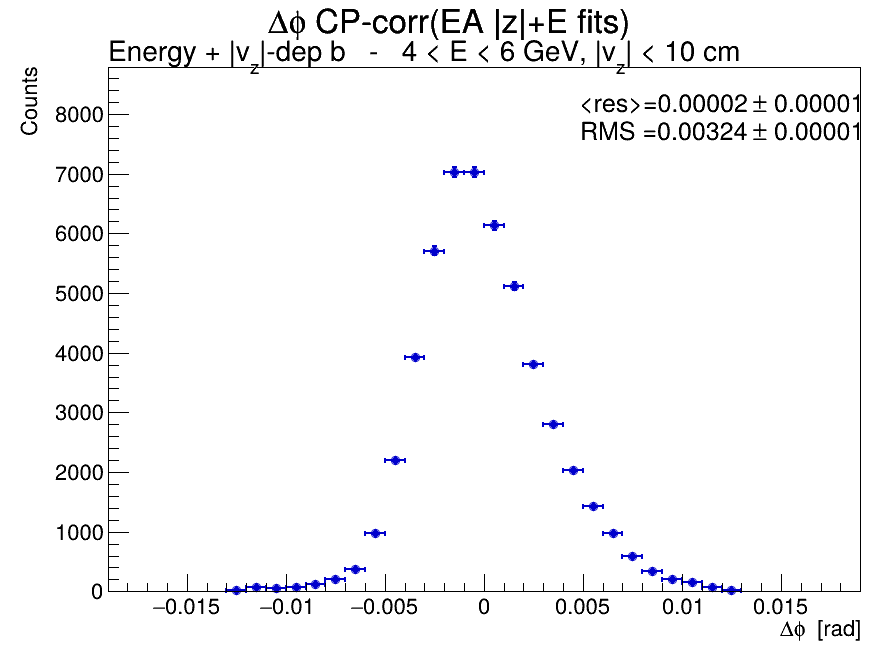 Δϕ CP-corr(EA |z|+E fits)
Energy + |v_z|-dep b - 4 < E < 6 GeV, |v_z| < 10 cm
Counts
<res>=0.00002 ± 0.00001
RMS =0.00324 ± 0.00001
8000
7000
6000
5000
4000
3000
2000
1000
0
−0.015 −0.01 −0.005 0 0.005 0.01 0.015
Δϕ [rad]